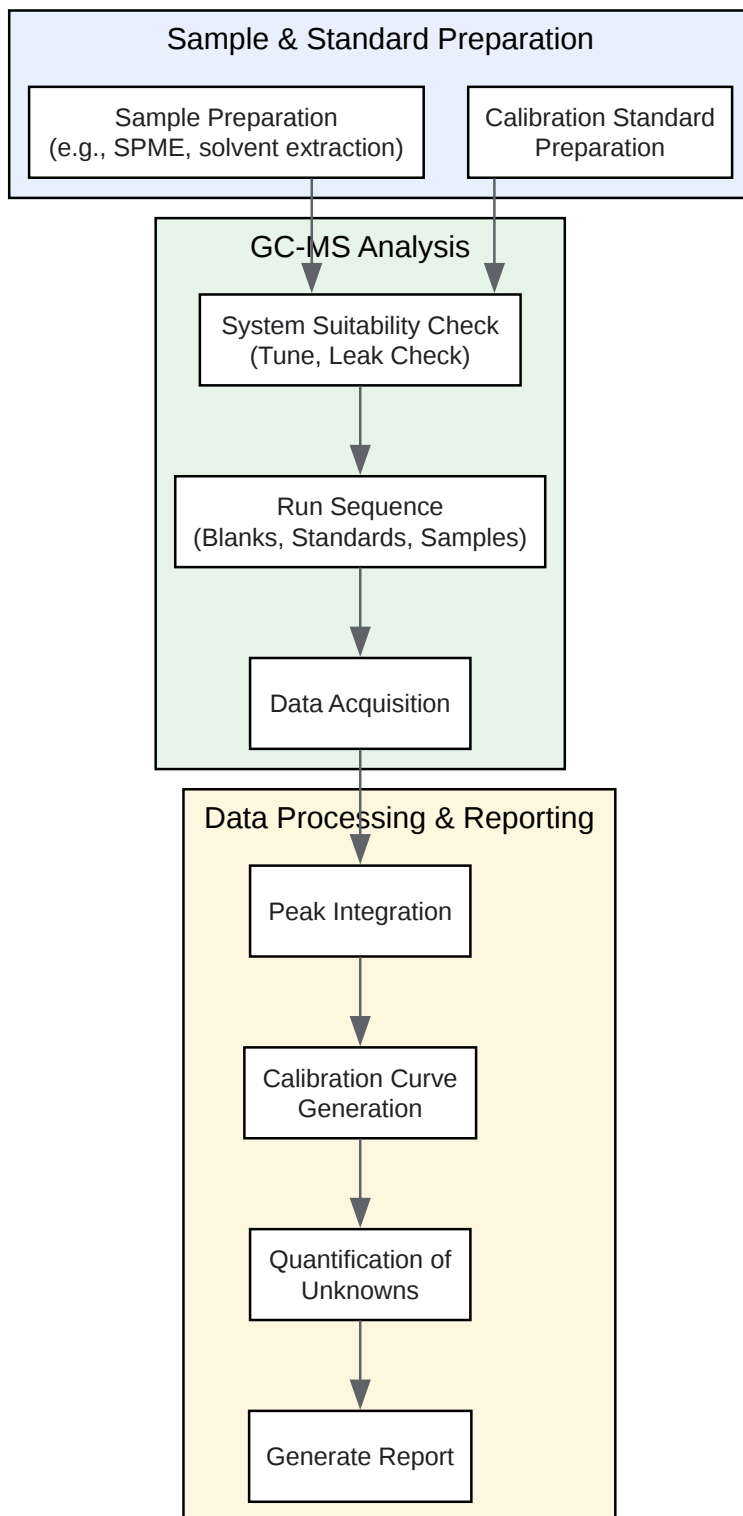 Sample & Standard Preparation
Sample Preparation
(e.g., SPME, solvent extraction)
Calibration Standard
Preparation
GC-MS Analysis
System Suitability Check
(Tune, Leak Check)
Run Sequence
(Blanks, Standards, Samples)
Data Acquisition
Data Processing & Reporting
Peak Integration
Calibration Curve
Generation
Quantification of
Unknowns
Generate Report